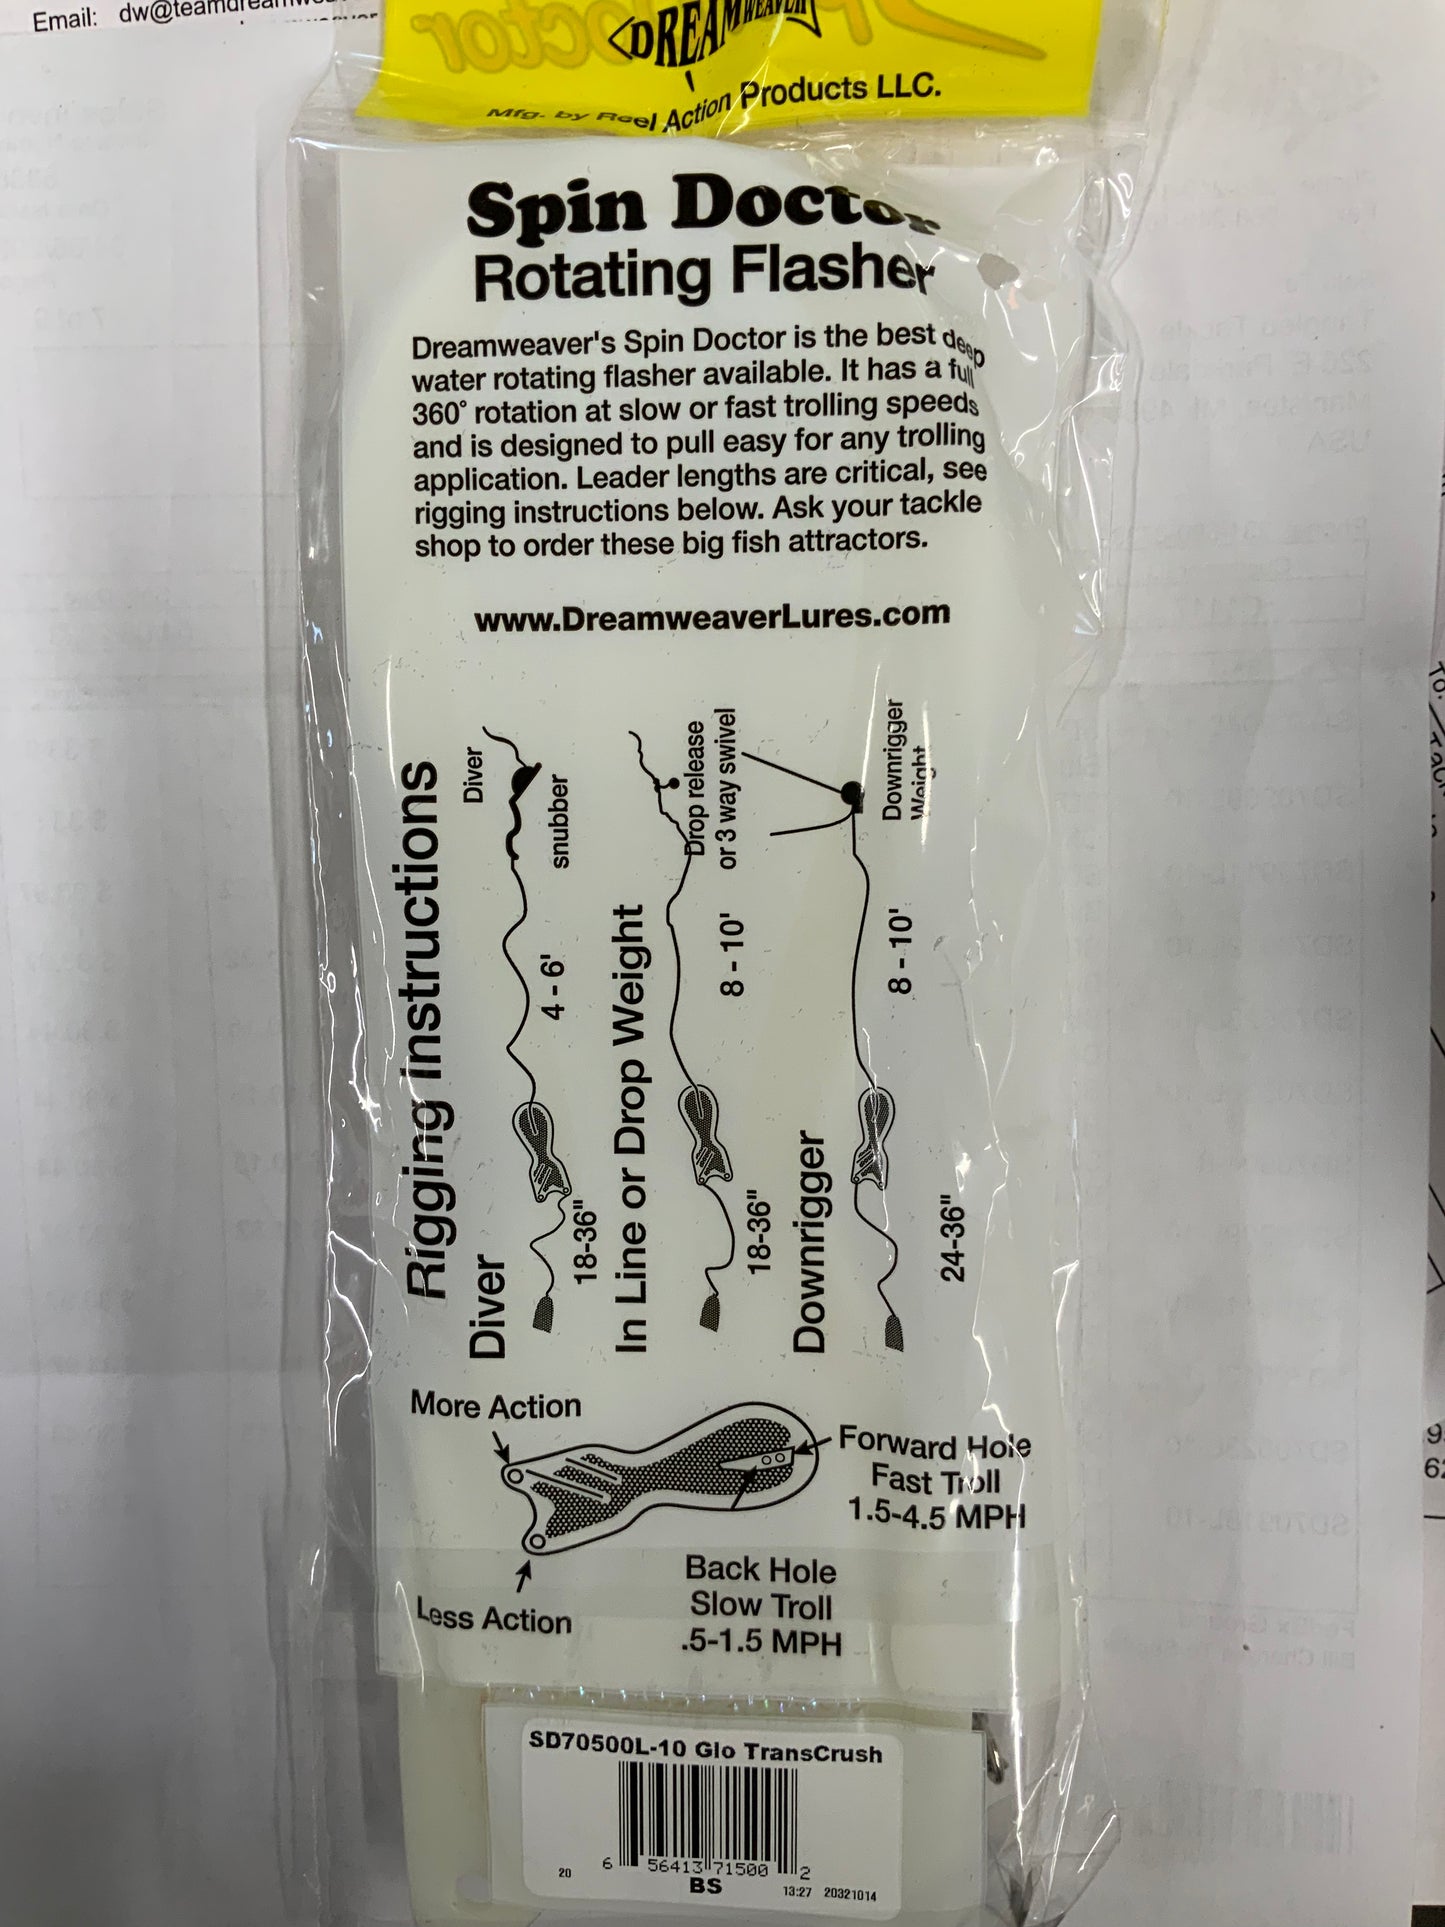 Email: dw@teamdreamwe
Spin Doctor
DREAMWEAVER
Mfg. by Reel Action Products LLC.
Spin Doctor
Rotating Flasher
Dreamweaver's Spin Doctor is the best deep
water rotating flasher available. It has a full
360° rotation at slow or fast trolling speeds
and is designed to pull easy for any trolling
application. Leader lengths are critical, see
rigging instructions below. Ask your tackle
shop to order these big fish attractors.
www.DreamweaverLures.com
Rigging Instructions
Diver
Diver
snubber
4 - 6'
18-36"
In Line or Drop Weight
Drop release
or 3 way swivel
8 - 10'
18-36"
Downrigger
Downrigger
Weight
8 - 10'
24-36"
More Action
Less Action
Forward Hole
Fast Troll
1.5-4.5 MPH
Back Hole
Slow Troll
.5-1.5 MPH
SD70500L-10 Glo TransCrush
6 56413 71500 2
20 BS 13:27 20321014